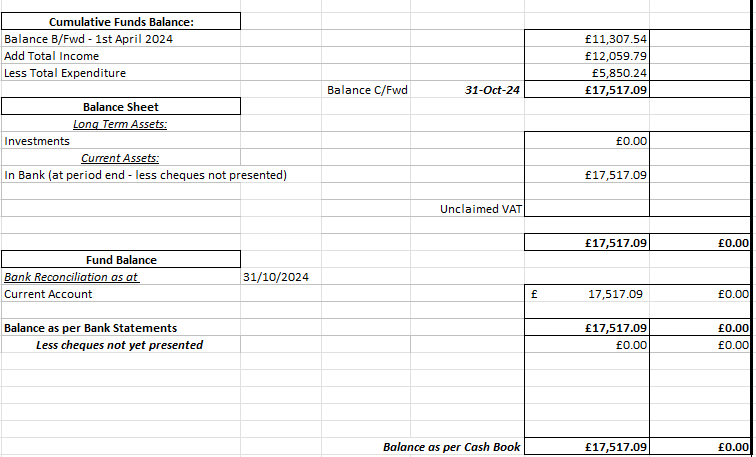 Cumulative Funds Balance:
Balance B/Fwd - 1st April 2024 £11,307.54
Add Total Income £12,059.79
Less Total Expenditure £5,850.24
Balance C/Fwd 31-Oct-24 £17,517.09
Balance Sheet
Long Term Assets:
Investments £0.00
Current Assets:
In Bank (at period end - less cheques not presented) £17,517.09
Unclaimed VAT
£17,517.09 £0.00
Fund Balance
Bank Reconciliation as at 31/10/2024
Current Account £ 17,517.09 £0.00
Balance as per Bank Statements £17,517.09 £0.00
Less cheques not yet presented £0.00 £0.00
Balance as per Cash Book £17,517.09 £0.00